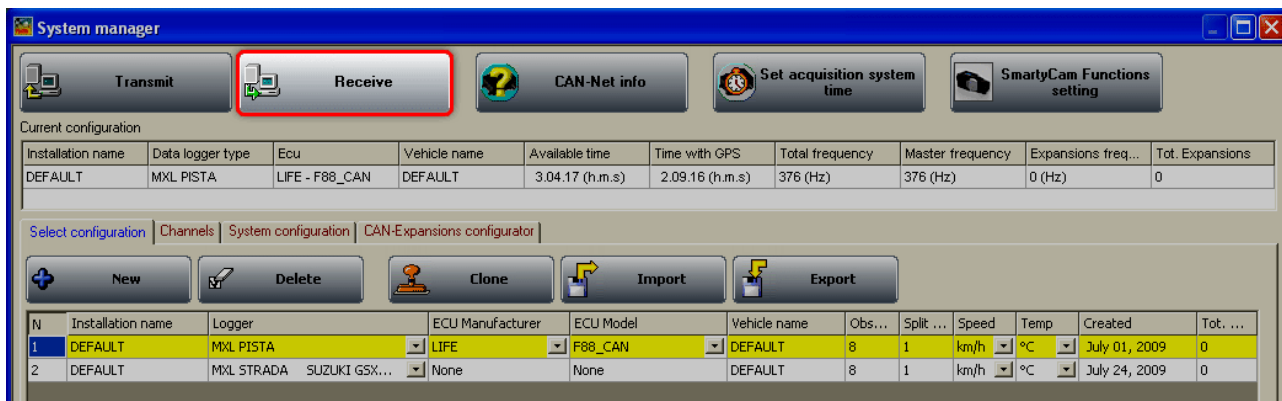 System manager
Transmit Receive CAN-Net info Set acquisition system time SmartyCam Functions setting
Current configuration
Installation name Data logger type Ecu Vehicle name Available time Time with GPS Total frequency Master frequency Expansions freq... Tot. Expansions
DEFAULT MXL PISTA LIFE - F88_CAN DEFAULT 3.04.17 (h.m.s) 2.09.16 (h.m.s) 376 (Hz) 376 (Hz) 0 (Hz) 0
Select configuration Channels System configuration CAN-Expansions configurator
New Delete Clone Import Export
N Installation name Logger ECU Manufacturer ECU Model Vehicle name Obs... Split ... Speed Temp Created Tot. ...
1 DEFAULT MXL PISTA LIFE F88_CAN DEFAULT 8 1 km/h °C July 01, 2009 0
2 DEFAULT MXL STRADA SUZUKI GSX... None None DEFAULT 8 1 km/h °C July 24, 2009 0